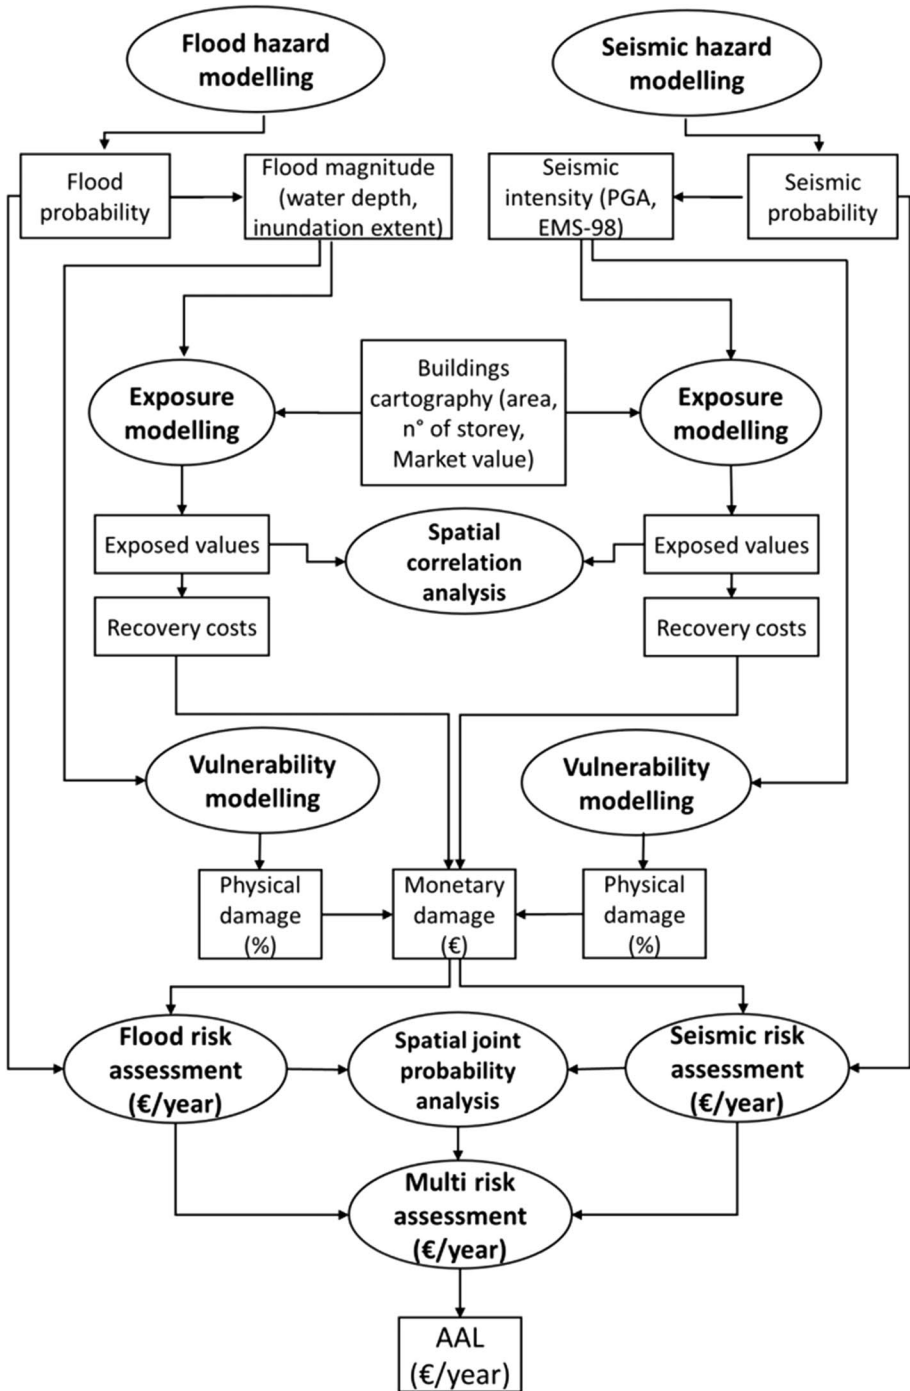 Flood hazard
modelling
Seismic hazard
modelling
Flood
probability
Flood magnitude
(water depth,
inundation extent)
Seismic
intensity (PGA,
EMS-98)
Seismic
probability
Exposure
modelling
Buildings
cartography (area,
n° of storey,
Market value)
Exposure
modelling
Exposed values
Spatial
correlation
analysis
Exposed values
Recovery costs
Recovery costs
Vulnerability
modelling
Vulnerability
modelling
Physical
damage
(%)
Monetary
damage
(€)
Physical
damage
(%)
Flood risk
assessment
(€/year)
Spatial joint
probability
analysis
Seismic risk
assessment
(€/year)
Multi risk
assessment
(€/year)
AAL
(€/year)